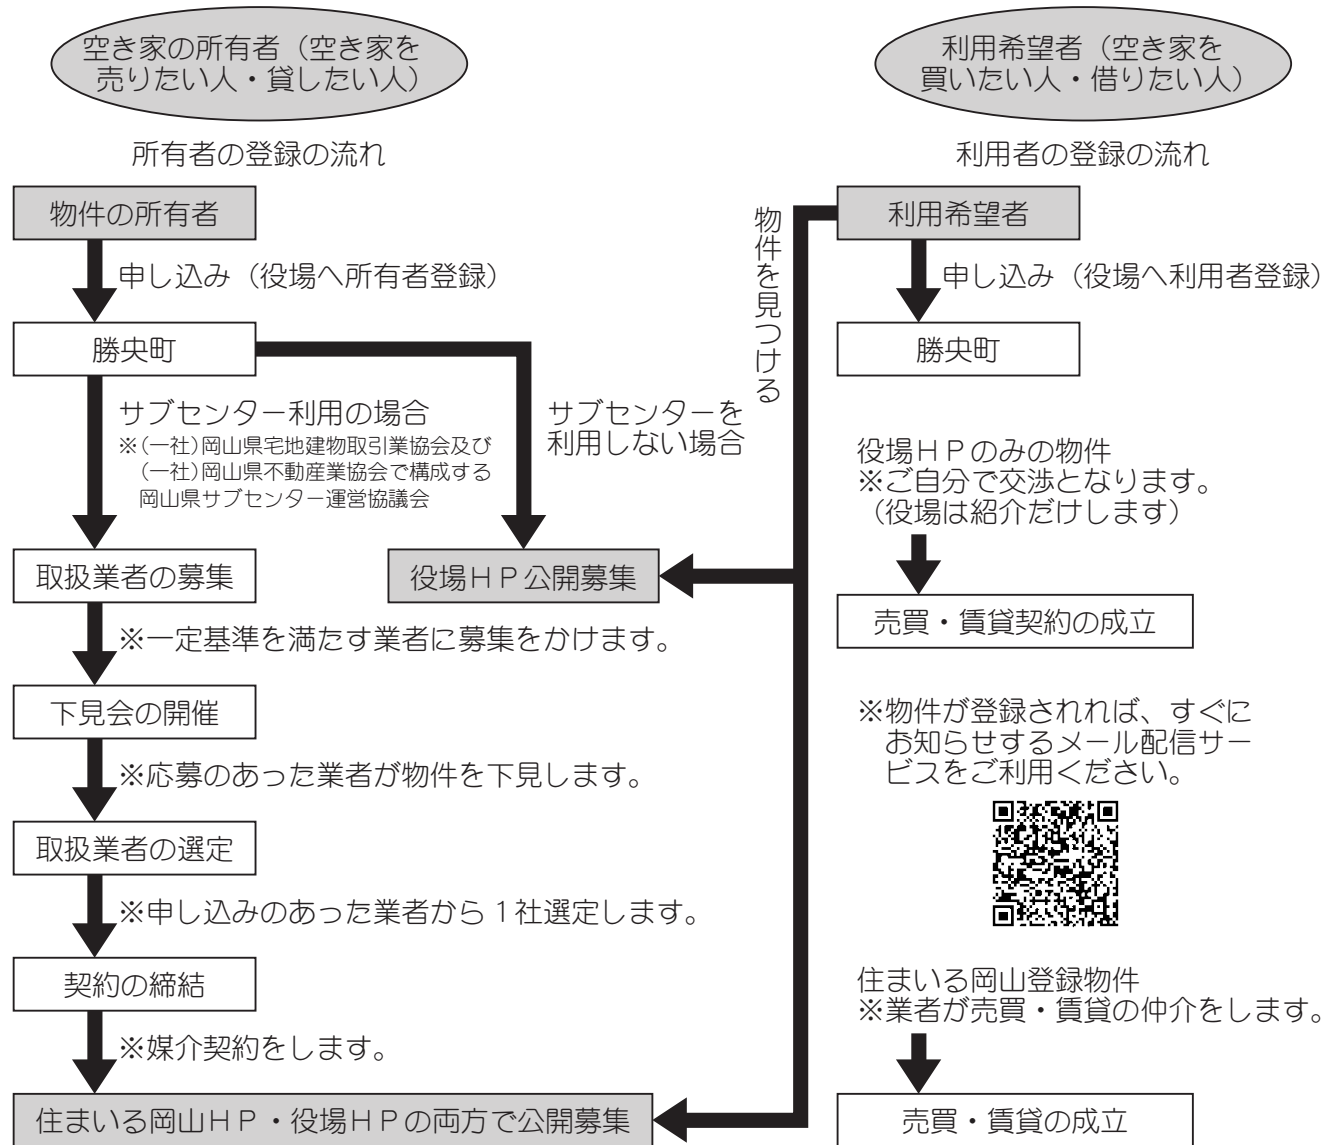 空き家の所有者（空き家を
売りたい人・貸したい人）
所有者の登録の流れ
物件の所有者
申し込み（役場へ所有者登録）
勝央町
サブセンター利用の場合
※（一社）岡山県宅地建物取引業協会及び
（一社）岡山県不動産業協会で構成する
岡山県サブセンター運営協議会
サブセンターを
利用しない場合
取扱業者の募集
役場ＨＰ公開募集
※一定基準を満たす業者に募集をかけます。
下見会の開催
※応募のあった業者が物件を下見します。
取扱業者の選定
※申し込みのあった業者から１社選定します。
契約の締結
※媒介契約をします。
住まいる岡山ＨＰ・役場ＨＰの両方で公開募集
物件を見つける
利用希望者（空き家を
買いたい人・借りたい人）
利用者の登録の流れ
利用希望者
申し込み（役場へ利用者登録）
勝央町
役場ＨＰのみの物件
※ご自分で交渉となります。
（役場は紹介だけします）
売買・賃貸契約の成立
※物件が登録されれば、すぐに
お知らせするメール配信サー
ビスをご利用ください。
住まいる岡山登録物件
※業者が売買・賃貸の仲介をします。
売買・賃貸の成立